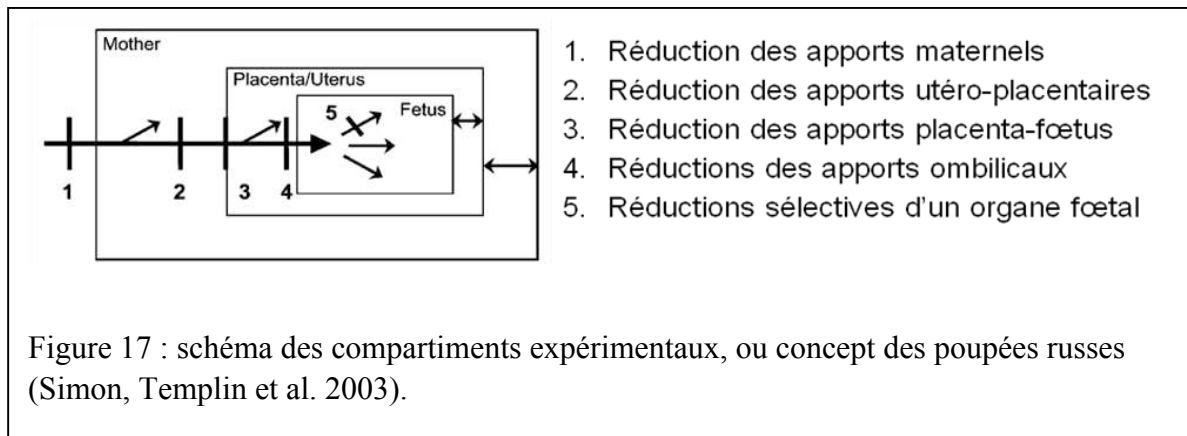 Mother
Placenta/Uterus
5 Fetus
1 2 3 4
1. Réduction des apports maternels
2. Réduction des apports utéro-placentaires
3. Réduction des apports placenta-fœtus
4. Réductions des apports ombilicaux
5. Réductions sélectives d'un organe fœtal
Figure 17 : schéma des compartiments expérimentaux, ou concept des poupées russes
(Simon, Templin et al. 2003).